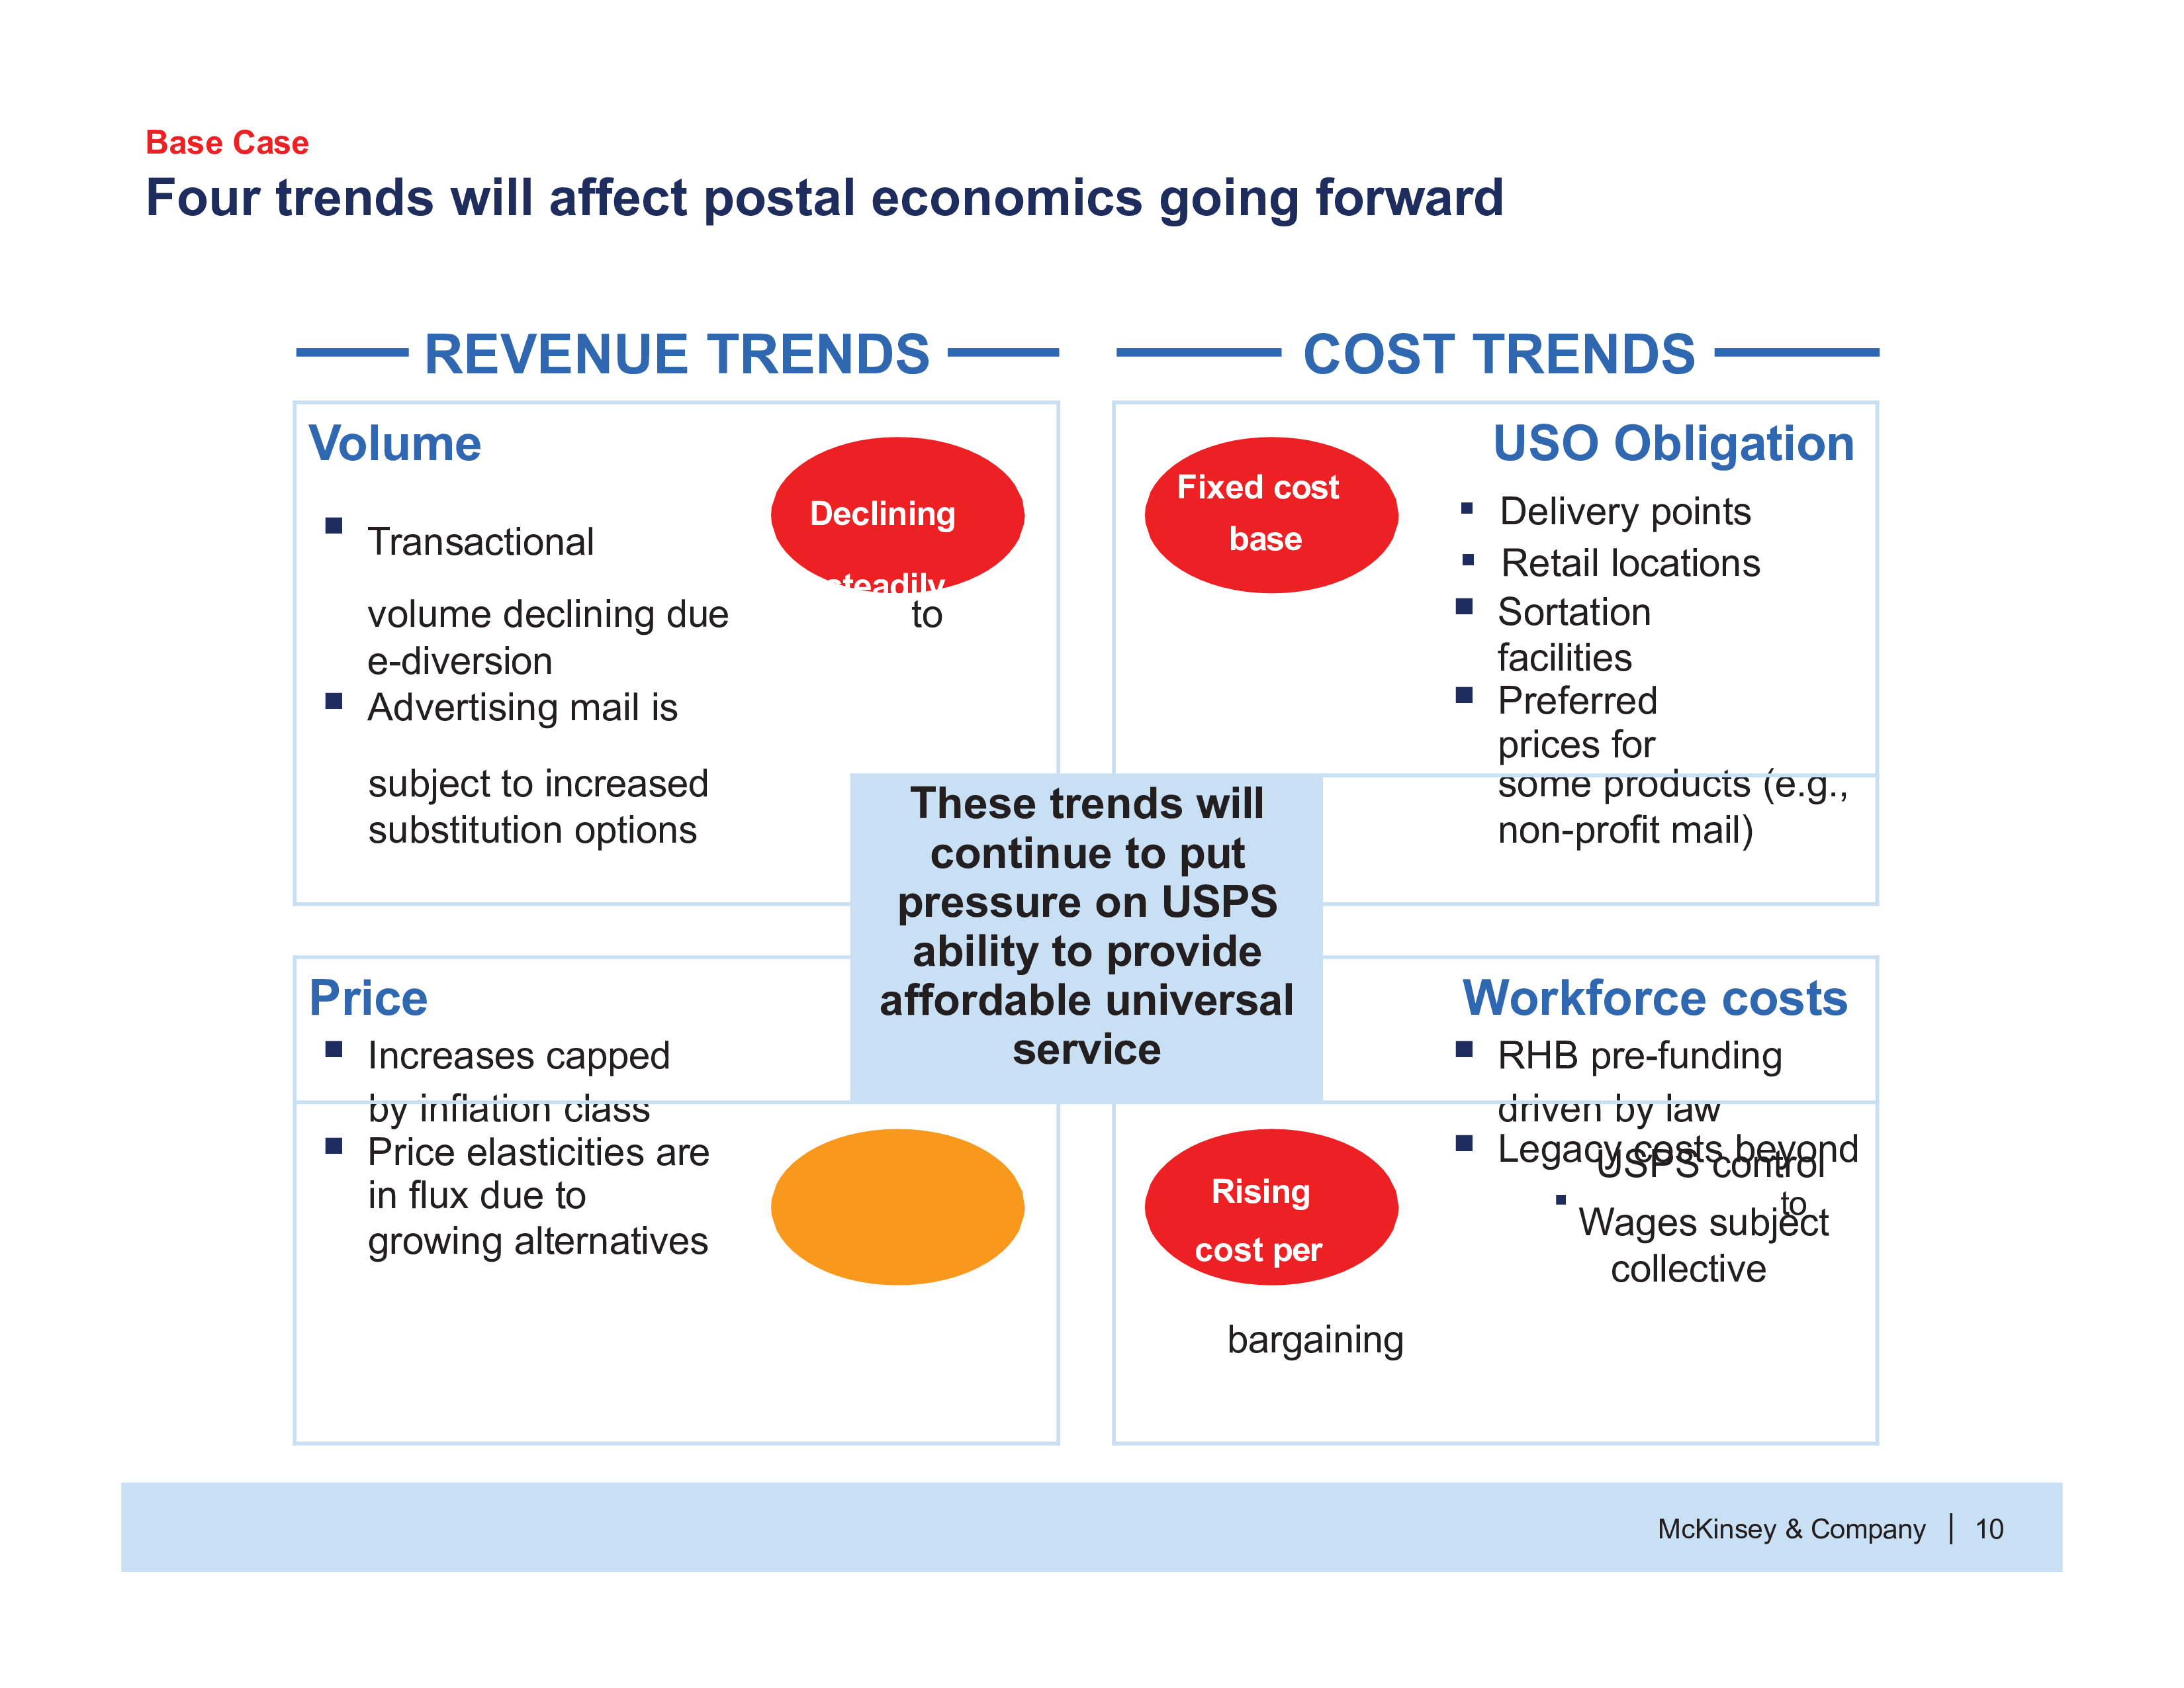 Base Case
Four trends will affect postal economics going forward
REVENUE TRENDS
COST TRENDS
Volume
Declining
steadily
▪ Transactional
volume declining due to
e-diversion
▪ Advertising mail is
subject to increased
substitution options
Fixed cost
base
USO Obligation
▪ Delivery points
▪ Retail locations
▪ Sortation
facilities
▪ Preferred
prices for
some products (e.g.,
non-profit mail)
These trends will
continue to put
pressure on USPS
ability to provide
affordable universal
service
Price
▪ Increases capped
by inflation class
▪ Price elasticities are
in flux due to
growing alternatives
Rising
cost per
Workforce costs
▪ RHB pre-funding
driven by law
▪ Legacy costs beyond
USPS control
▪ Wages subject
to
collective
bargaining
McKinsey & Company | 10